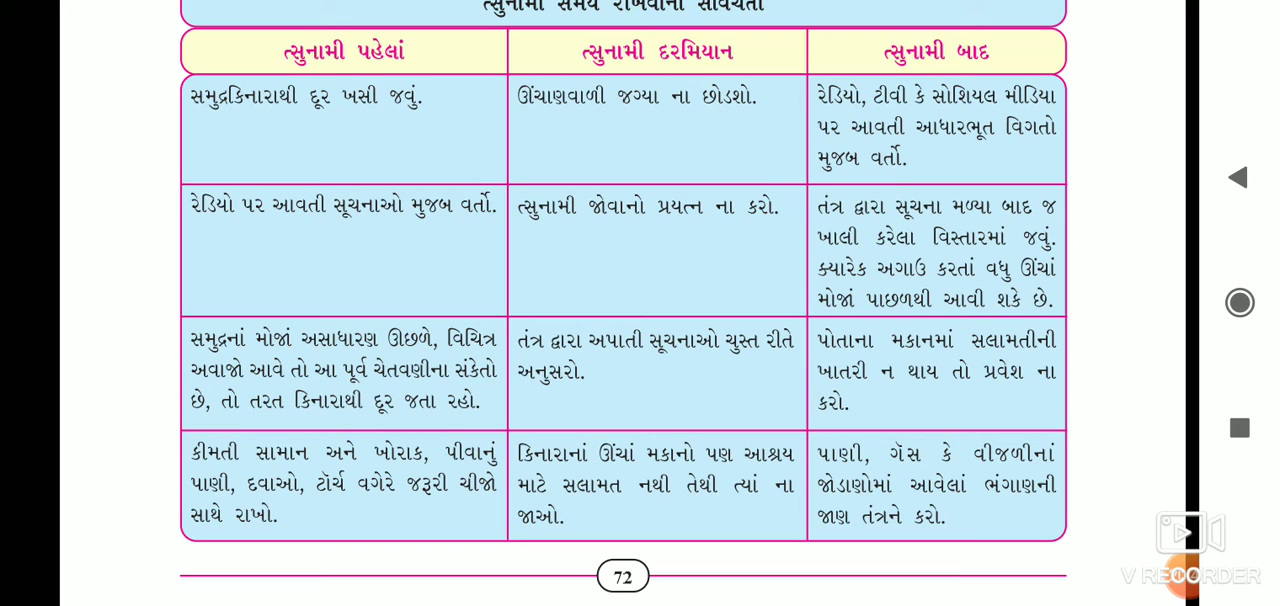 ત્સુનામી સમયે રાખવાની સાવચેતી
ત્સુનામી પહેલાં
ત્સુનામી દરમિયાન
ત્સુનામી બાદ
સમુદ્રકિનારાથી દૂર ખસી જવું.
ઊંચાણવાળી જગ્યા ના છોડશો.
રેડિયો, ટીવી કે સોશિયલ મીડિયા
પર આવતી આધારભૂત વિગતો
મુજબ વર્તો.
રેડિયો પર આવતી સૂચનાઓ મુજબ વર્તો.
ત્સુનામી જોવાનો પ્રયત્ન ના કરો.
તંત્ર દ્વારા સૂચના મળ્યા બાદ જ
ખાલી કરેલા વિસ્તારમાં જવું.
ક્યારેક અગાઉ કરતાં વધુ ઊંચાં
મોજાં પાછળથી આવી શકે છે.
સમુદ્રનાં મોજાં અસાધારણ ઊછળે, વિચિત્ર
અવાજો આવે તો આ પૂર્વ ચેતવણીના સંકેતો
છે, તો તરત કિનારાથી દૂર જતા રહો.
તંત્ર દ્વારા અપાતી સૂચનાઓ ચુસ્ત રીતે
અનુસરો.
પોતાના મકાનમાં સલામતીની
ખાતરી ન થાય તો પ્રવેશ ના
કરો.
કીમતી સામાન અને ખોરાક, પીવાનું
પાણી, દવાઓ, ટૉર્ચ વગેરે જરૂરી ચીજો
સાથે રાખો.
કિનારાનાં ઊંચાં મકાનો પણ આશ્રય
માટે સલામત નથી તેથી ત્યાં ના
જાઓ.
પાણી, ગૅસ કે વીજળીનાં
જોડાણોમાં આવેલાં ભંગાણની
જાણ તંત્રને કરો.
72
V RECORDER